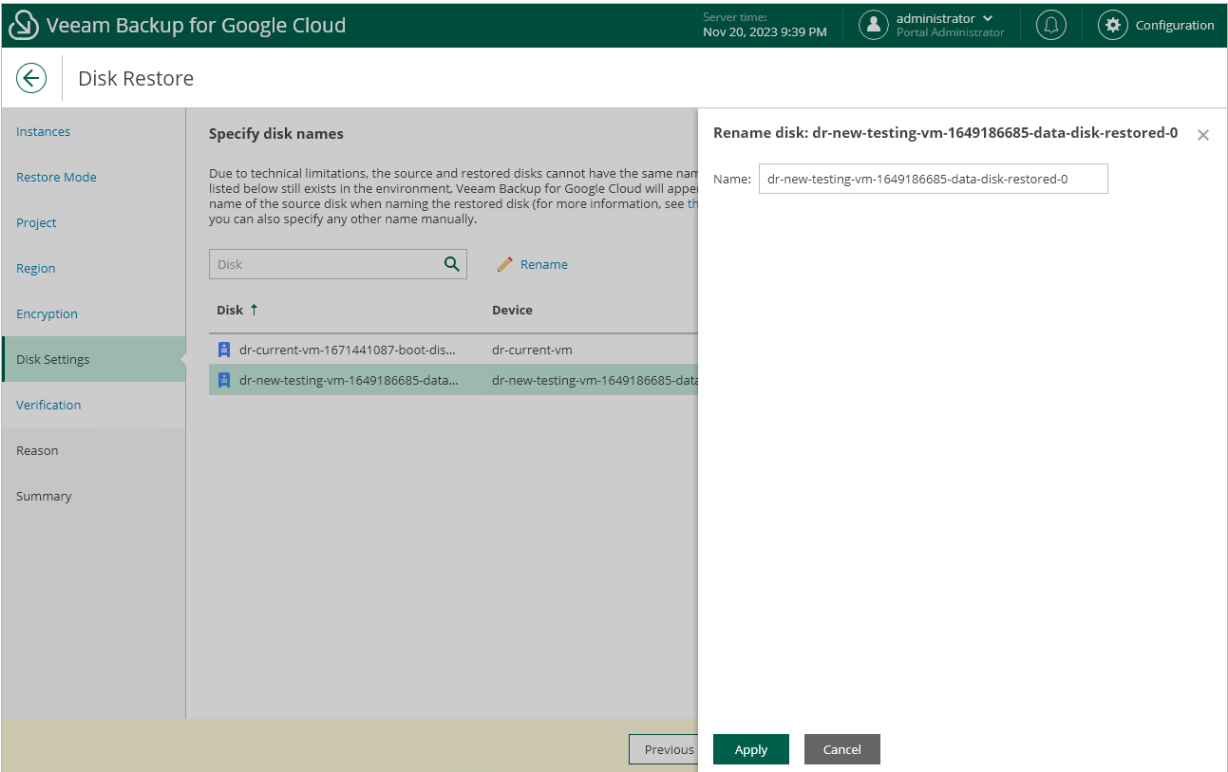 Veeam Backup for Google Cloud
Server time:
Nov 20, 2023 9:39 PM
administrator
Portal Administrator
Configuration
Disk Restore
Instances
Restore Mode
Project
Region
Encryption
Disk Settings
Verification
Reason
Summary
Specify disk names
Due to technical limitations, the source and restored disks cannot have the same
listed below still exists in the environment, Veeam Backup for Google Cloud will
name of the source disk when naming the restored disk (for more information, see
you can also specify any other name manually.
Disk
Rename
Disk ↑
Device
dr-current-vm-1671441087-boot-dis...
dr-current-vm
dr-new-testing-vm-1649186685-data...
dr-new-testing-vm-1649186685-data
Previous
Rename disk: dr-new-testing-vm-1649186685-data-disk-restored-0
Name:
dr-new-testing-vm-1649186685-data-disk-restored-0
Apply
Cancel